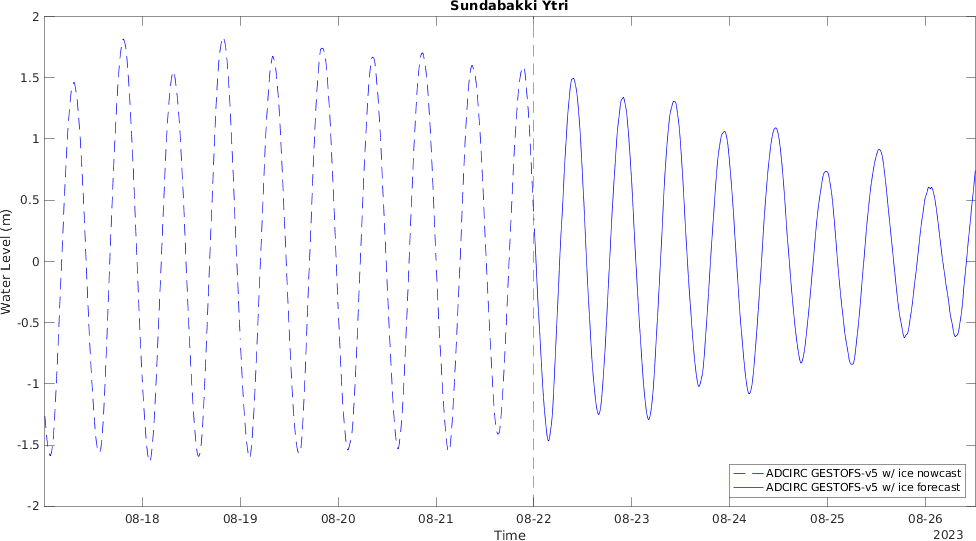 Sundabakki Ytri
2
1.5
1
0.5
0
-0.5
-1
-1.5
-2
Water Level (m)
08-18 08-19 08-20 08-21 08-22 08-23 08-24 08-25 08-26
Time
2023
ADCIRC GESTOFS-v5 w/ ice nowcast
ADCIRC GESTOFS-v5 w/ ice forecast